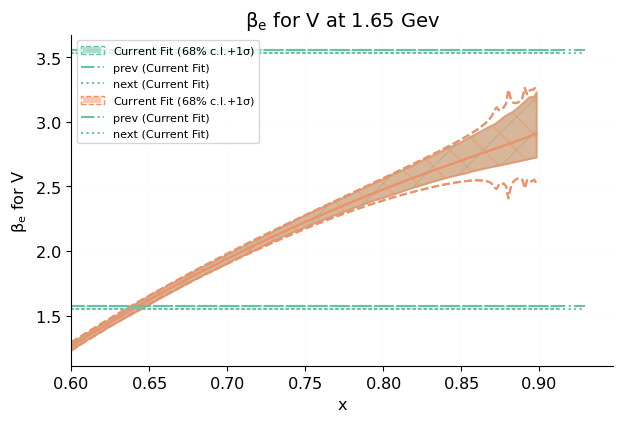 βe for V at 1.65 Gev
Current Fit (68% c.l.+1σ)
prev (Current Fit)
next (Current Fit)
Current Fit (68% c.l.+1σ)
prev (Current Fit)
next (Current Fit)
βe for V
3.5
3.0
2.5
2.0
1.5
0.60 0.65 0.70 0.75 0.80 0.85 0.90
x